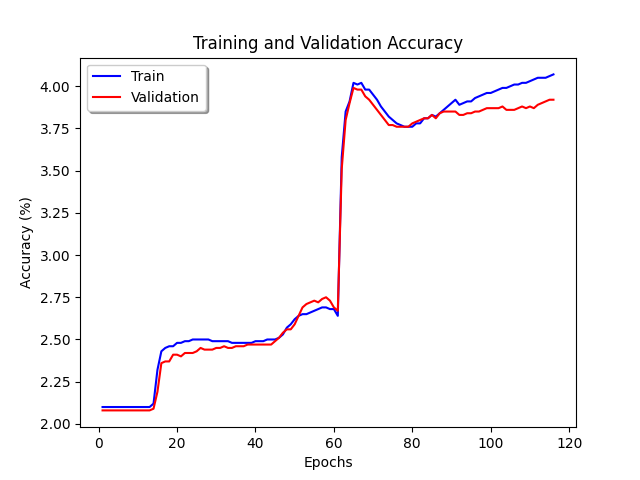 Training and Validation Accuracy
Train
Validation
4.00
3.75
3.50
3.25
3.00
2.75
2.50
2.25
2.00
Accuracy (%)
0 20 40 60 80 100 120
Epochs